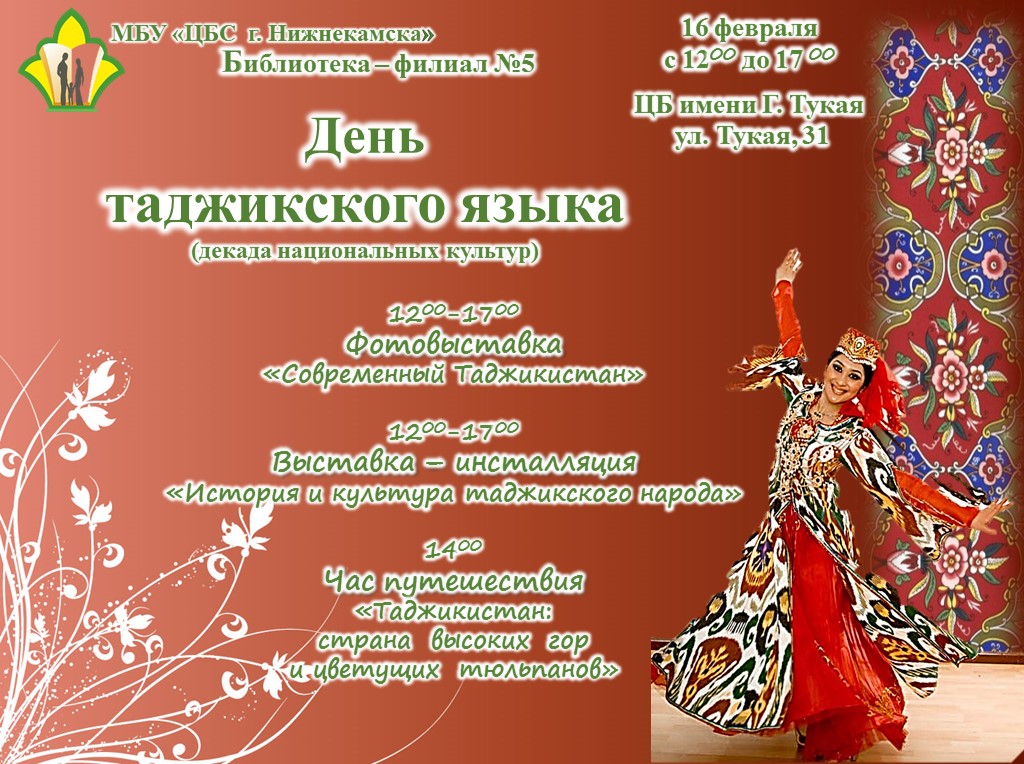 МБУ «ЦБС г. Нижнекамска»
Библиотека – филиал №5
16 февраля
с 12⁰⁰ до 17⁰⁰
ЦБ имени Г. Тукая
ул. Тукая, 31
День
таджикского языка
(декада национальных культур)
12⁰⁰-17⁰⁰
Фотовыставка
«Современный Таджикистан»
12⁰⁰-17⁰⁰
Выставка – инсталляция
«История и культура таджикского народа»
14⁰⁰
Час путешествия
«Таджикистан:
страна высоких гор
и цветущих тюльпанов»